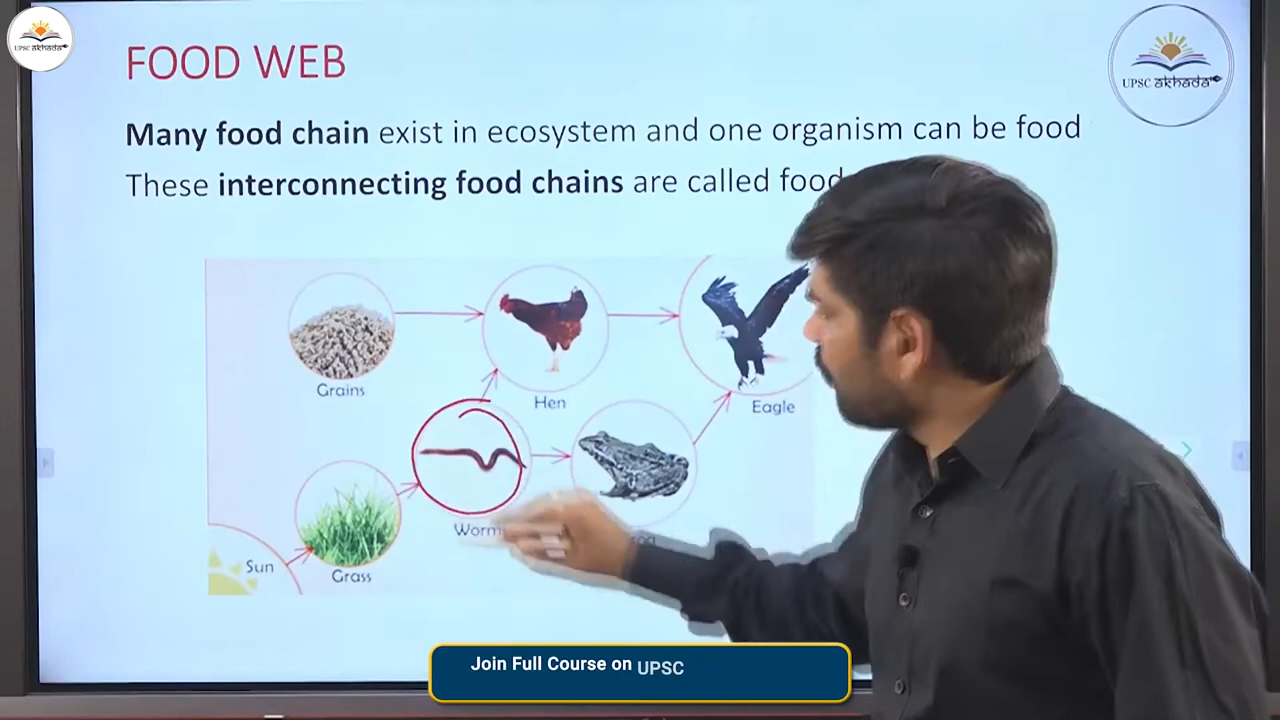 UPSC akhada
UPSC akhada
FOOD WEB
Many food chain exist in ecosystem and one organism can be food
These interconnecting food chains are called food
Grains
Hen
Eagle
Worm
Sun
Grass
Join Full Course on UPSC